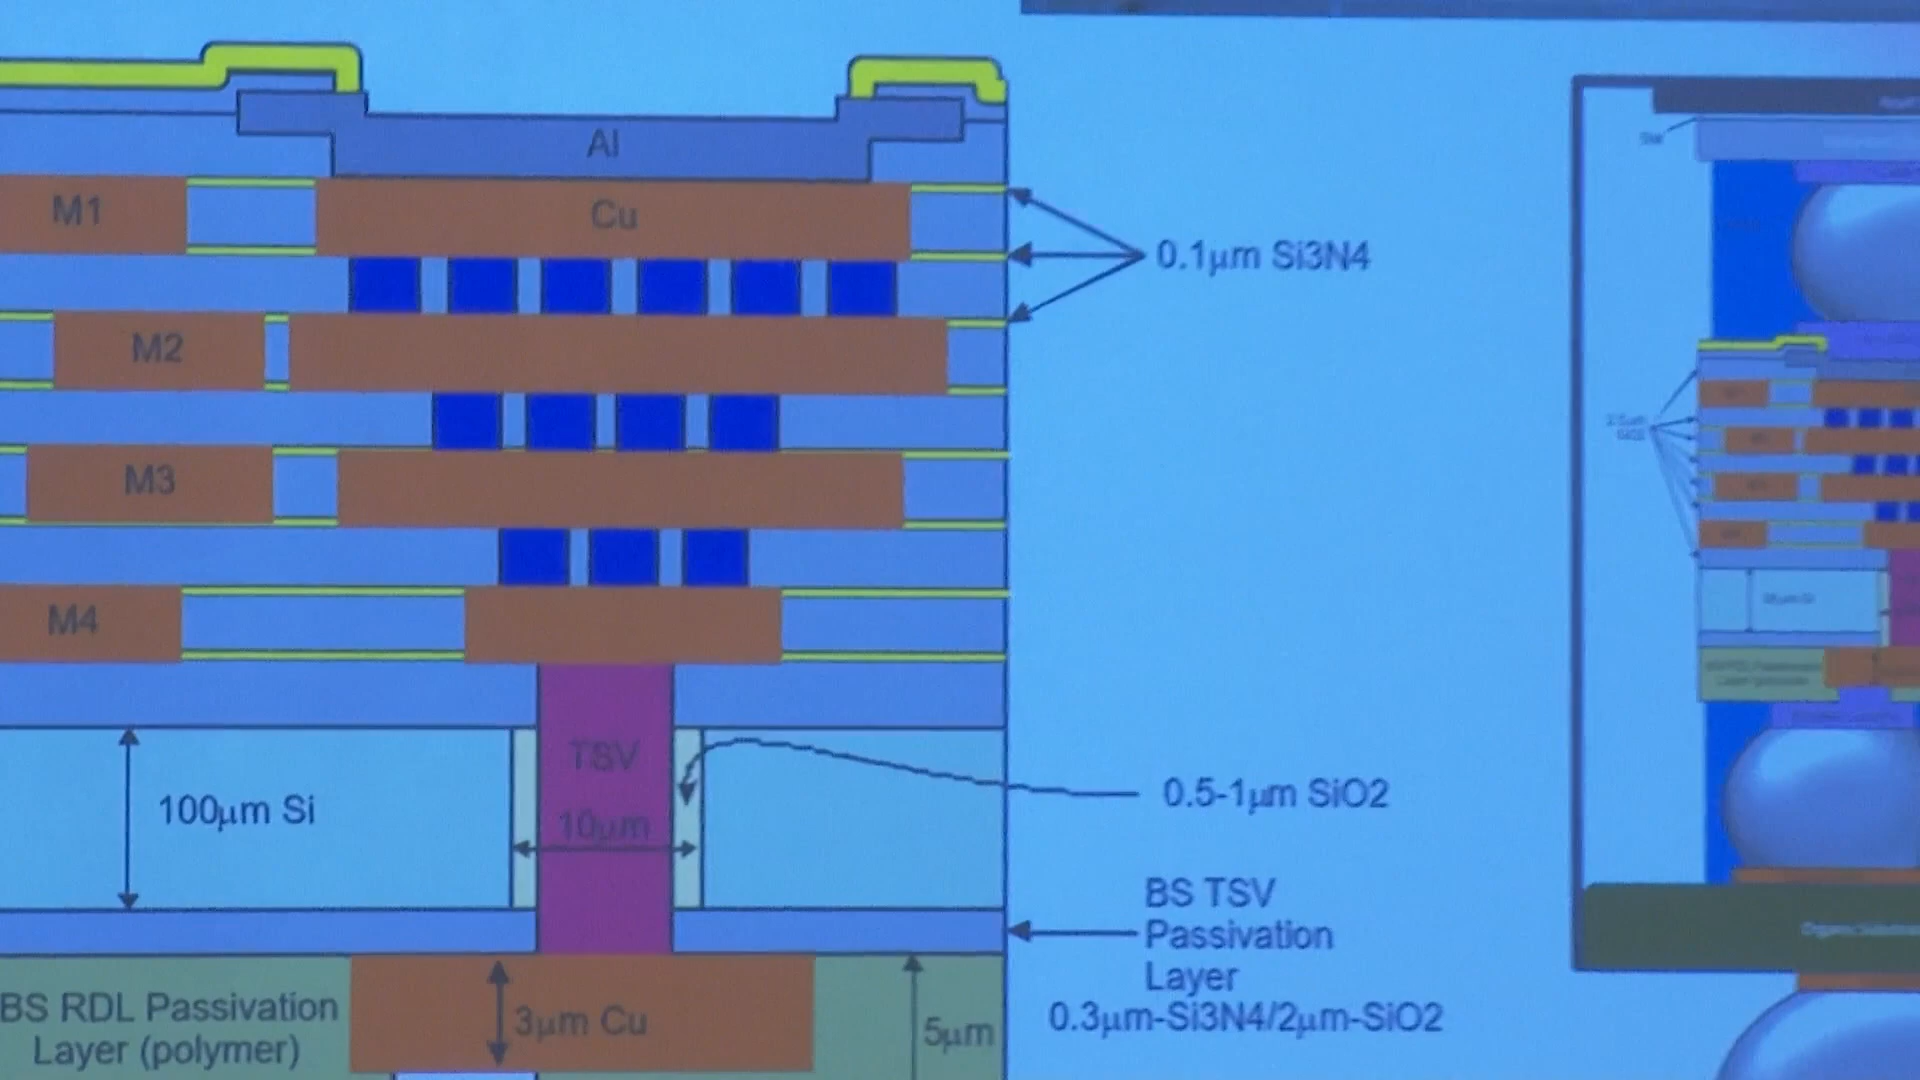 Al
M1
Cu
0.1μm Si3N4
M2
M3
M4
TSV
10μm
100μm Si
0.5-1μm SiO2
BS TSV
Passivation
Layer
0.3μm-Si3N4/2μm-SiO2
BS RDL Passivation
Layer (polymer)
3μm Cu
5μm